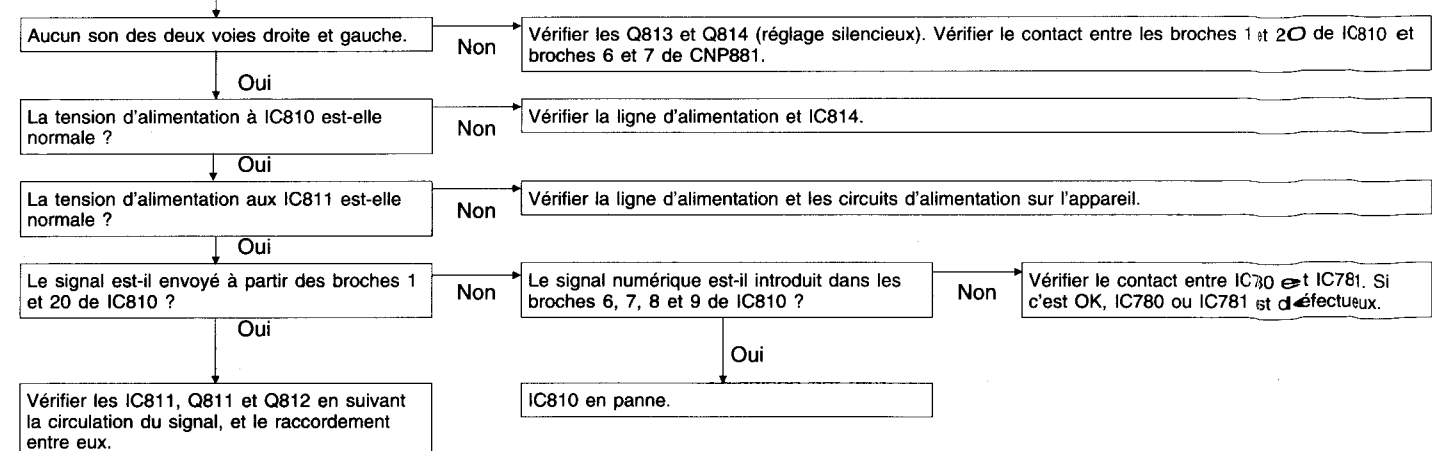 Aucun son des deux voies droite et gauche.
Non
Vérifier les Q813 et Q814 (réglage silencieux). Vérifier le contact entre les broches 1 et 20 de IC810 et
broches 6 et 7 de CNP881.
Oui
La tension d'alimentation à IC810 est-elle
normale ?
Non
Vérifier la ligne d'alimentation et IC814.
Oui
La tension d'alimentation aux IC811 est-elle
normale ?
Non
Vérifier la ligne d'alimentation et les circuits d'alimentation sur l'appareil.
Oui
Le signal est-il envoyé à partir des broches 1
et 20 de IC810 ?
Non
Le signal numérique est-il introduit dans les
broches 6, 7, 8 et 9 de IC810 ?
Non
Vérifier le contact entre IC780 et IC781. Si
c'est OK, IC780 ou IC781 est défectueux.
Oui
Oui
Vérifier les IC811, Q811 et Q812 en suivant
la circulation du signal, et le raccordement
entre eux.
IC810 en panne.